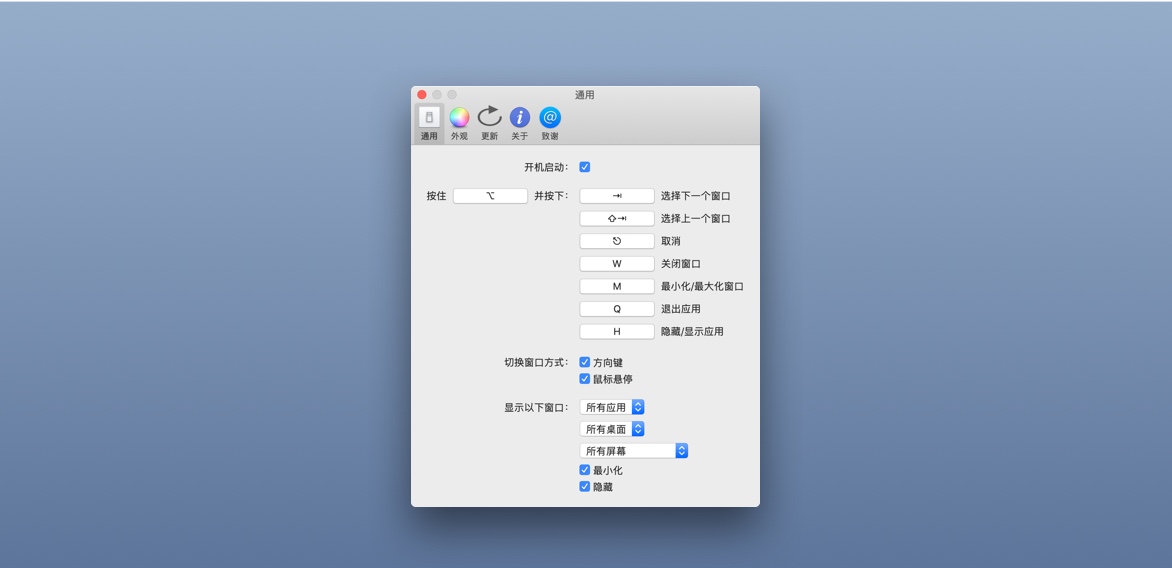 通用
通用 外观 更新 关于 致谢
开机启动：
按住 ⌥ 并按下： ⇥ 选择下一个窗口
⇧⇥ 选择上一个窗口
⎋ 取消
W 关闭窗口
M 最小化/最大化窗口
Q 退出应用
H 隐藏/显示应用
切换窗口方式： 方向键
鼠标悬停
显示以下窗口： 所有应用
所有桌面
所有屏幕
最小化
隐藏